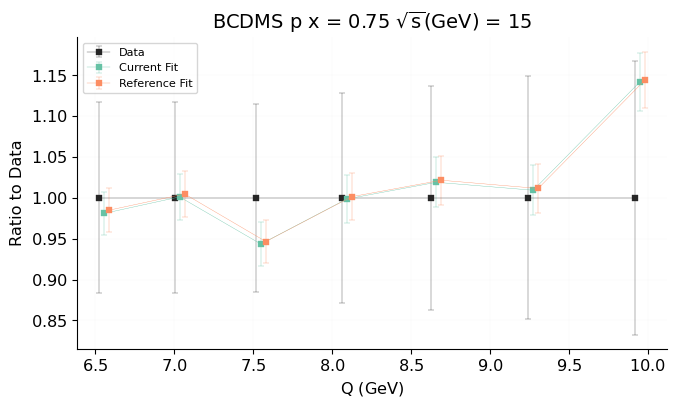 BCDMS p x = 0.75 √s(GeV) = 15
Data
Current Fit
Reference Fit
Ratio to Data
1.15
1.10
1.05
1.00
0.95
0.90
0.85
6.5 7.0 7.5 8.0 8.5 9.0 9.5 10.0
Q (GeV)